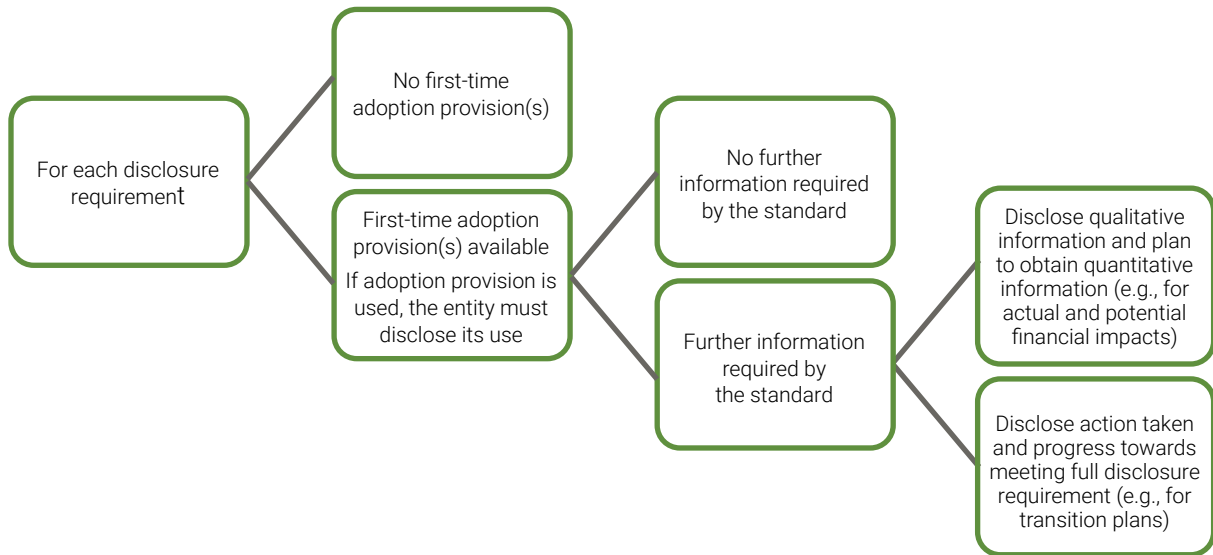 For each disclosure
requirement
No first-time
adoption provision(s)
First-time adoption
provision(s) available
If adoption provision is
used, the entity must
disclose its use
No further
information required
by the standard
Further information
required by
the standard
Disclose qualitative
information and plan
to obtain quantitative
information (e.g., for
actual and potential
financial impacts)
Disclose action taken
and progress towards
meeting full disclosure
requirement (e.g., for
transition plans)